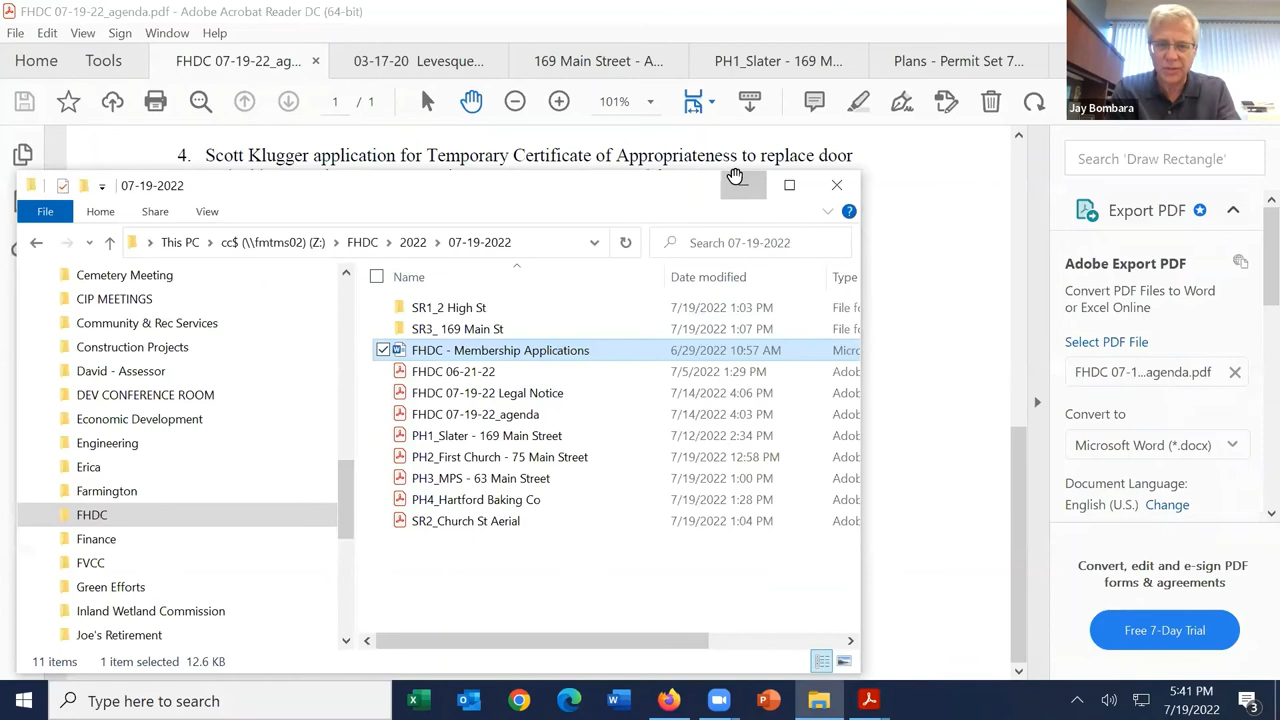 FHDC 07-19-22_agenda.pdf - Adobe Acrobat Reader DC (64-bit)
File Edit View Sign Window Help
Home Tools FHDC 07-19-22_ag... × 03-17-20 Levesque... 169 Main Street - A... PH1_Slater - 169 M... Plans - Permit Set 7...
1 / 1 101%
Jay Bombara
4. Scott Klugger application for Temporary Certificate of Appropriateness to replace door
Search 'Draw Rectangle'
07-19-2022
File Home Share View
This PC > cc$ (\\fmtms02) (Z:) > FHDC > 2022 > 07-19-2022
Search 07-19-2022
Cemetery Meeting
CIP MEETINGS
Community & Rec Services
Construction Projects
David - Assessor
DEV CONFERENCE ROOM
Economic Development
Engineering
Erica
Farmington
FHDC
Finance
FVCC
Green Efforts
Inland Wetland Commission
Joe's Retirement
Name Date modified Type
SR1_2 High St 7/19/2022 1:03 PM File fo
SR3_ 169 Main St 7/19/2022 1:07 PM File fo
FHDC - Membership Applications 6/29/2022 10:57 AM Micro
FHDC 06-21-22 7/5/2022 1:29 PM Adob
FHDC 07-19-22 Legal Notice 7/14/2022 4:06 PM Adob
FHDC 07-19-22_agenda 7/14/2022 4:03 PM Adob
PH1_Slater - 169 Main Street 7/12/2022 2:34 PM Adob
PH2_First Church - 75 Main Street 7/19/2022 12:58 PM Adob
PH3_MPS - 63 Main Street 7/19/2022 1:00 PM Adob
PH4_Hartford Baking Co 7/19/2022 1:28 PM Adob
SR2_Church St Aerial 7/19/2022 1:04 PM Adob
11 items 1 item selected 12.6 KB
Export PDF
Adobe Export PDF
Convert PDF Files to Word
or Excel Online
Select PDF File
FHDC 07-1...agenda.pdf
Convert to
Microsoft Word (*.docx)
Document Language:
English (U.S.) Change
Convert, edit and e-sign PDF
forms & agreements
Free 7-Day Trial
Type here to search
5:41 PM
7/19/2022
3